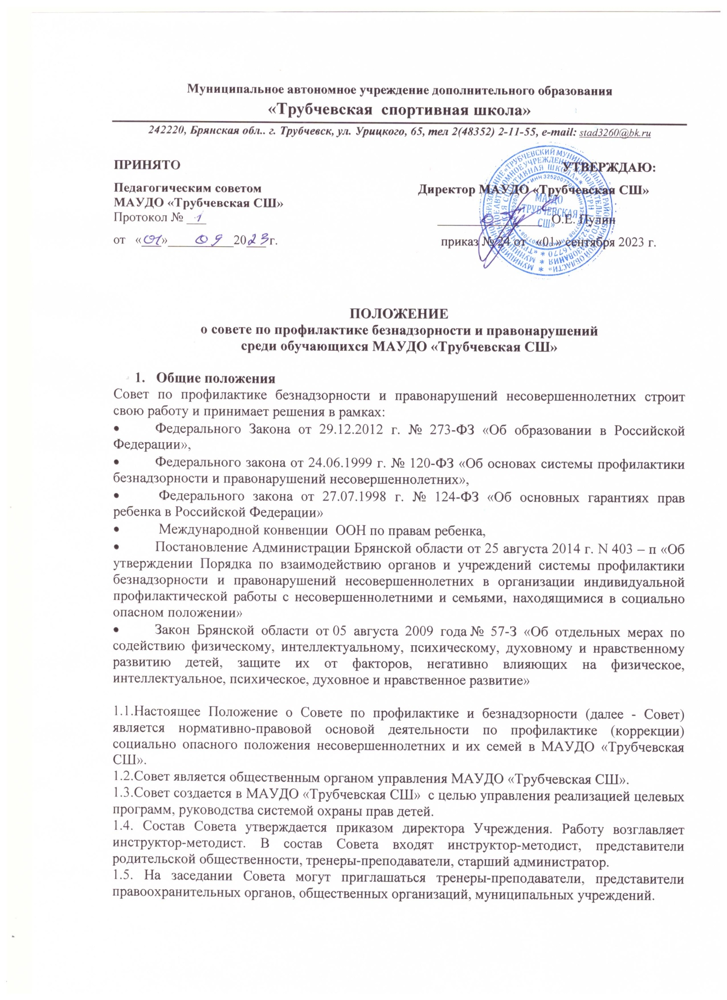 Муниципальное автономное учреждение дополнительного образования
«Трубчевская спортивная школа»
242220, Брянская обл.. г. Трубчевск, ул. Урицкого, 65, тел 2(48352) 2-11-55, e-mail: stad3260@bk.ru
ПРИНЯТО
УТВЕРЖДАЮ:
Педагогическим советом
Директор МАУДО «Трубчевская СШ»
МАУДО «Трубчевская СШ»
Протокол № 1
О.Е. Пулин
от «01» 09 2023 г.
приказ № 24 от «01» сентября 2023 г.
МАУДО
«ТРУБЧЕВСКАЯ
СШ»
ПОЛОЖЕНИЕ
о совете по профилактике безнадзорности и правонарушений
среди обучающихся МАУДО «Трубчевская СШ»
1. Общие положения
Совет по профилактике безнадзорности и правонарушений несовершеннолетних строит
свою работу и принимает решения в рамках:
• Федерального Закона от 29.12.2012 г. № 273-ФЗ «Об образовании в Российской
Федерации»,
• Федерального закона от 24.06.1999 г. № 120-ФЗ «Об основах системы профилактики
безнадзорности и правонарушений несовершеннолетних»,
• Федерального закона от 27.07.1998 г. № 124-ФЗ «Об основных гарантиях прав
ребенка в Российской Федерации»
• Международной конвенции ООН по правам ребенка,
• Постановление Администрации Брянской области от 25 августа 2014 г. N 403 – п «Об
утверждении Порядка по взаимодействию органов и учреждений системы профилактики
безнадзорности и правонарушений несовершеннолетних в организации индивидуальной
профилактической работы с несовершеннолетними и семьями, находящимися в социально
опасном положении»
• Закон Брянской области от 05 августа 2009 года № 57-З «Об отдельных мерах по
содействию физическому, интеллектуальному, психическому, духовному и нравственному
развитию детей, защите их от факторов, негативно влияющих на физическое,
интеллектуальное, психическое, духовное и нравственное развитие»
1.1.Настоящее Положение о Совете по профилактике и безнадзорности (далее - Совет)
является нормативно-правовой основой деятельности по профилактике (коррекции)
социально опасного положения несовершеннолетних и их семей в МАУДО «Трубчевская
СШ».
1.2.Совет является общественным органом управления МАУДО «Трубчевская СШ».
1.3.Совет создается в МАУДО «Трубчевская СШ» с целью управления реализацией целевых
программ, руководства системой охраны прав детей.
1.4. Состав Совета утверждается приказом директора Учреждения. Работу возглавляет
инструктор-методист. В состав Совета входят инструктор-методист, представители
родительской общественности, тренеры-преподаватели, старший администратор.
1.5. На заседании Совета могут приглашаться тренеры-преподаватели, представители
правоохранительных органов, общественных организаций, муниципальных учреждений.